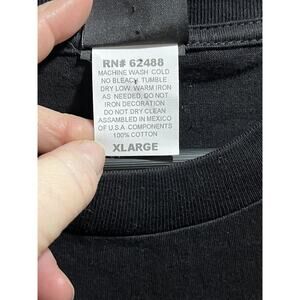 RN# 62488
MACHINE WASH COLD
NO BLEACH, TUMBLE
DRY LOW. WARM IRON
AS NEEDED, DO NOT
IRON DECORATION
DO NOT DRY CLEAN
ASSEMBLED IN MEXICO
OF U.S.A COMPONENTS
100% COTTON
XLARGE